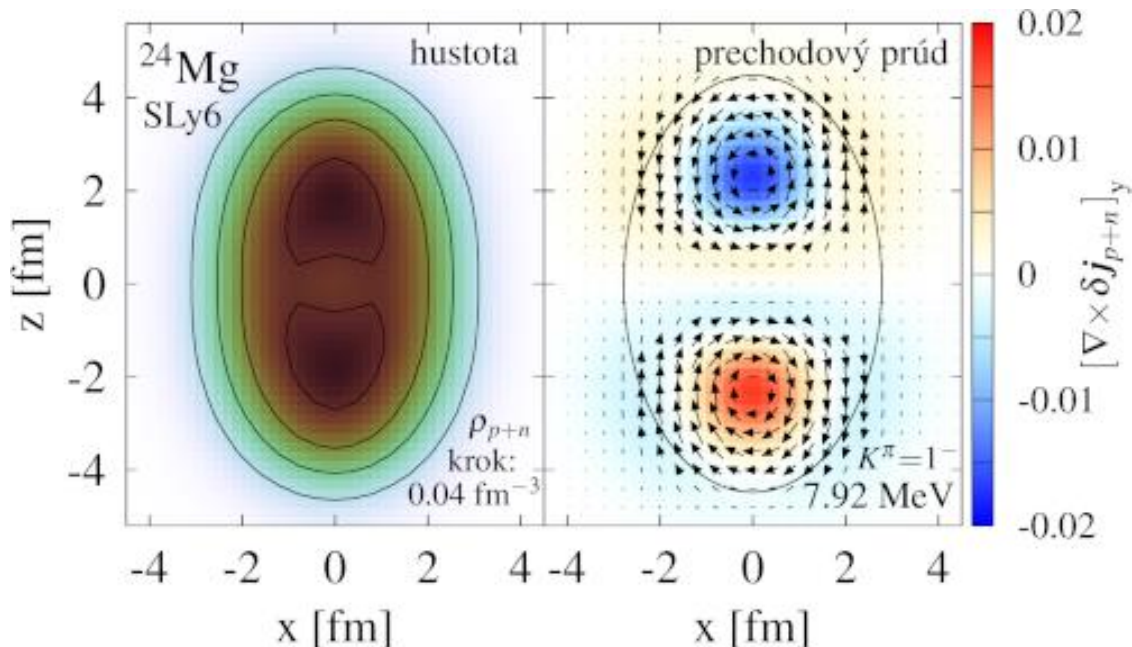 ²⁴Mg
SLy6
hustota
ρₚ₊ₙ
krok:
0.04 fm⁻³
z [fm]
4
2
0
-2
-4
-4 -2 0 2 4
x [fm]
prechodový prúd
K^π=1⁻
7.92 MeV
-4 -2 0 2 4
x [fm]
0.02
0.01
0
-0.01
-0.02
[∇ × δj_{p+n}]_y